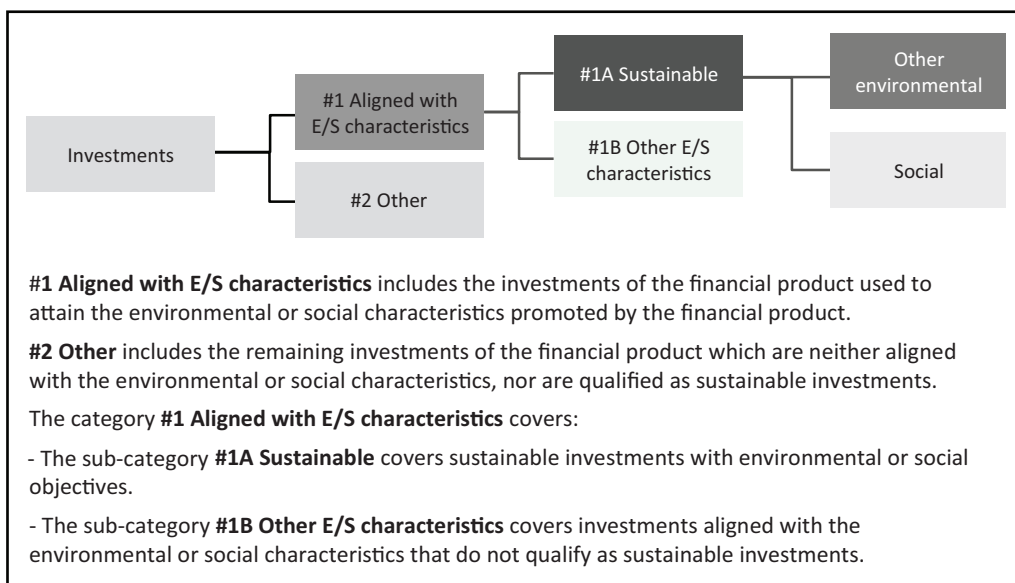 Investments
#1 Aligned with
E/S characteristics
#2 Other
#1A Sustainable
#1B Other E/S
characteristics
Other
environmental
Social
#1 Aligned with E/S characteristics includes the investments of the financial product used to
attain the environmental or social characteristics promoted by the financial product.
#2 Other includes the remaining investments of the financial product which are neither aligned
with the environmental or social characteristics, nor are qualified as sustainable investments.
The category #1 Aligned with E/S characteristics covers:
- The sub-category #1A Sustainable covers sustainable investments with environmental or social
objectives.
- The sub-category #1B Other E/S characteristics covers investments aligned with the
environmental or social characteristics that do not qualify as sustainable investments.